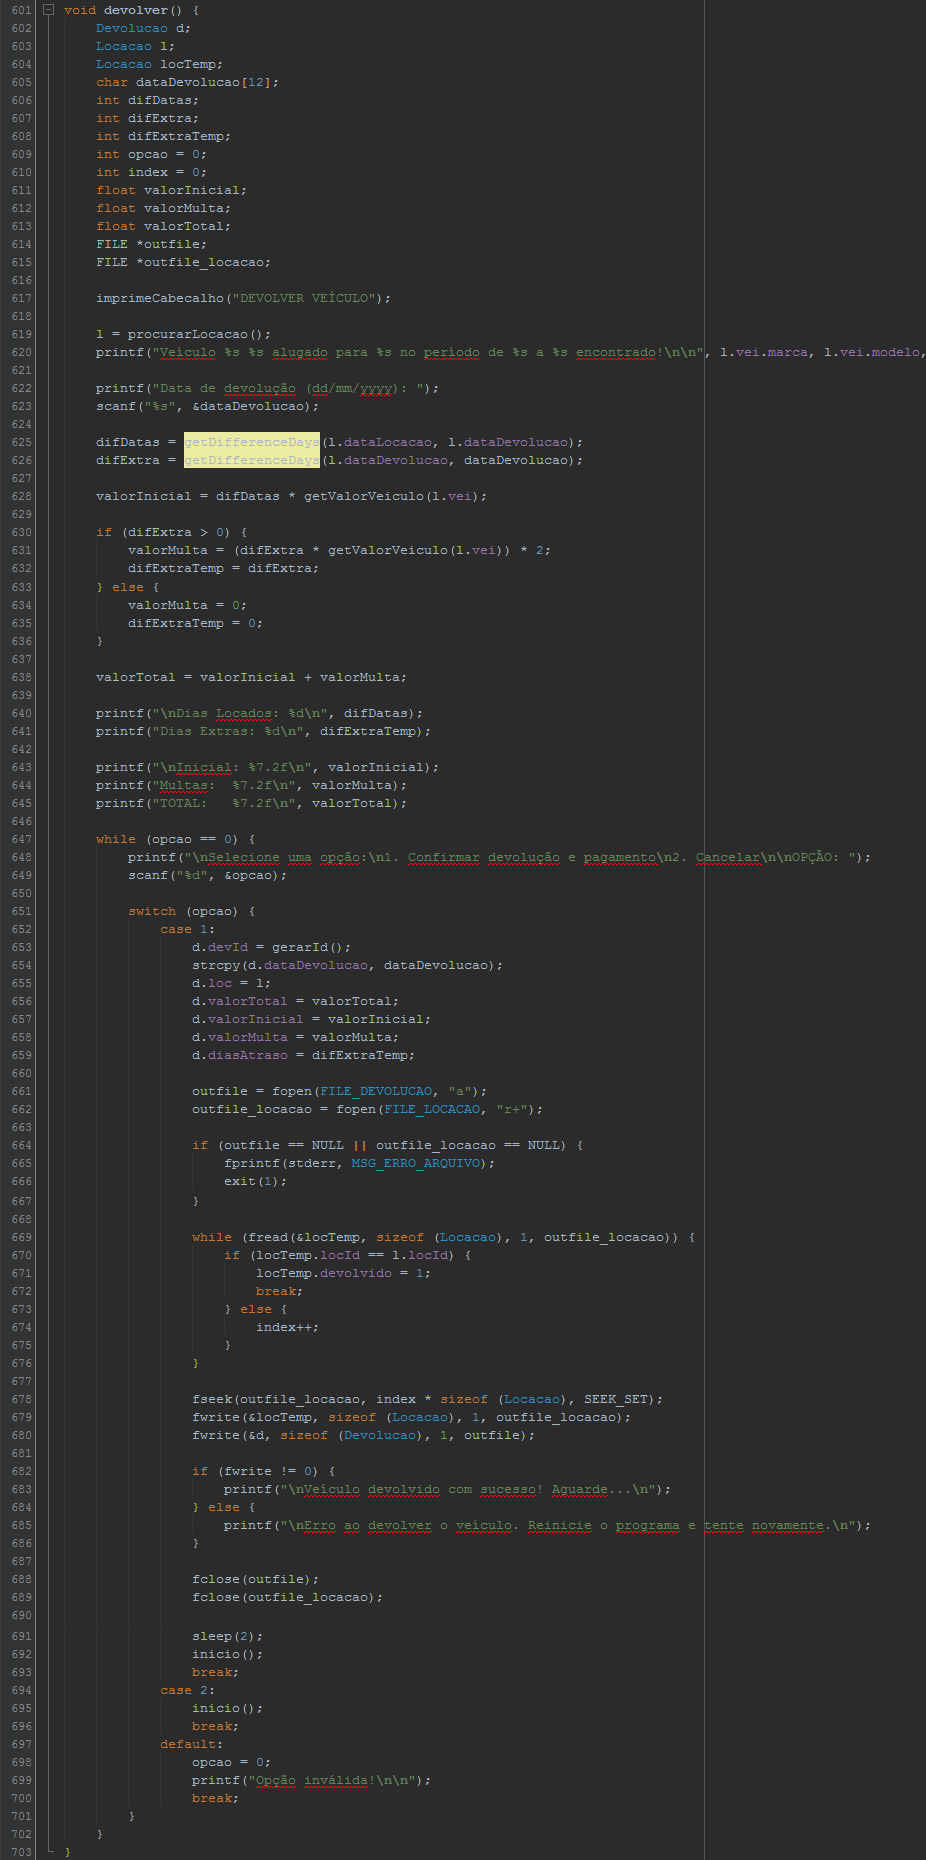 601 void devolver() {
602 Devolucao d;
603 Locacao l;
604 Locacao locTemp;
605 char dataDevolucao[12];
606 int difDatas;
607 int difExtra;
608 int difExtraTemp;
609 int opcao = 0;
610 int index = 0;
611 float valorInicial;
612 float valorMulta;
613 float valorTotal;
614 FILE *outfile;
615 FILE *outfile_locacao;
616
617 imprimeCabecalho("DEVOLVER VEÍCULO");
618
619 l = procurarLocacao();
620 printf("Veículo %s %s alugado para %s no período de %s a %s encontrado!\n\n", l.vei.marca, l.vei.modelo,
621
622 printf("Data de devolução (dd/mm/yyyy): ");
623 scanf("%s", &dataDevolucao);
624
625 difDatas = getDifferenceDays(l.dataLocacao, l.dataDevolucao);
626 difExtra = getDifferenceDays(l.dataDevolucao, dataDevolucao);
627
628 valorInicial = difDatas * getValorVeiculo(l.vei);
629
630 if (difExtra > 0) {
631 valorMulta = (difExtra * getValorVeiculo(l.vei)) * 2;
632 difExtraTemp = difExtra;
633 } else {
634 valorMulta = 0;
635 difExtraTemp = 0;
636 }
637
638 valorTotal = valorInicial + valorMulta;
639
640 printf("\nDias Locados: %d\n", difDatas);
641 printf("Dias Extras: %d\n", difExtraTemp);
642
643 printf("\nInicial: %7.2f\n", valorInicial);
644 printf("Multas:  %7.2f\n", valorMulta);
645 printf("TOTAL:   %7.2f\n", valorTotal);
646
647 while (opcao == 0) {
648 printf("\nSelecione uma opção:\n1. Confirmar devolução e pagamento\n2. Cancelar\n\nOPÇÃO: ");
649 scanf("%d", &opcao);
650
651 switch (opcao) {
652 case 1:
653 d.devId = gerarId();
654 strcpy(d.dataDevolucao, dataDevolucao);
655 d.loc = l;
656 d.valorTotal = valorTotal;
657 d.valorInicial = valorInicial;
658 d.valorMulta = valorMulta;
659 d.diasAtraso = difExtraTemp;
660
661 outfile = fopen(FILE_DEVOLUCAO, "a");
662 outfile_locacao = fopen(FILE_LOCACAO, "r+");
663
664 if (outfile == NULL || outfile_locacao == NULL) {
665 fprintf(stderr, MSG_ERRO_ARQUIVO);
666 exit(1);
667 }
668
669 while (fread(&locTemp, sizeof (Locacao), 1, outfile_locacao)) {
670 if (locTemp.locId == l.locId) {
671 locTemp.devolvido = 1;
672 break;
673 } else {
674 index++;
675 }
676 }
677
678 fseek(outfile_locacao, index * sizeof (Locacao), SEEK_SET);
679 fwrite(&locTemp, sizeof (Locacao), 1, outfile_locacao);
680 fwrite(&d, sizeof (Devolucao), 1, outfile);
681
682 if (fwrite != 0) {
683 printf("\nVeículo devolvido com sucesso! Aguarde...\n");
684 } else {
685 printf("\nErro ao devolver o veículo. Reinicie o programa e tente novamente.\n");
686 }
687
688 fclose(outfile);
689 fclose(outfile_locacao);
690
691 sleep(2);
692 inicio();
693 break;
694 case 2:
695 inicio();
696 break;
697 default:
698 opcao = 0;
699 printf("Opção inválida!\n\n");
700 break;
701 }
702 }
703 }